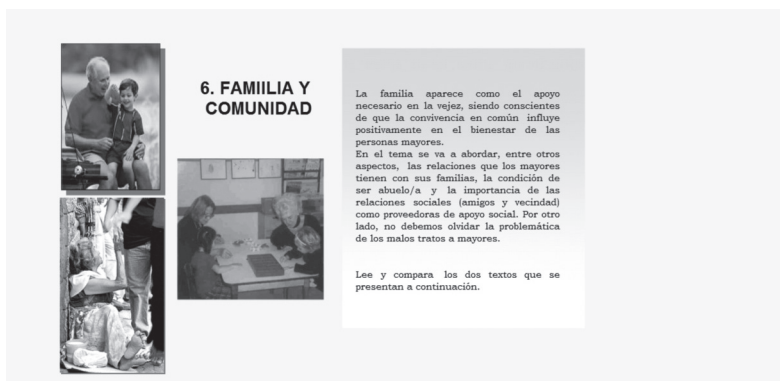 6. FAMIILIA Y
COMUNIDAD
La familia aparece como el apoyo
necesario en la vejez, siendo conscientes
de que la convivencia en común influye
positivamente en el bienestar de las
personas mayores.
En el tema se va a abordar, entre otros
aspectos, las relaciones que los mayores
tienen con sus familias, la condición de
ser abuelo/a y la importancia de las
relaciones sociales (amigos y vecindad)
como proveedoras de apoyo social. Por otro
lado, no debemos olvidar la problemática
de los malos tratos a mayores.
Lee y compara los dos textos que se
presentan a continuación.